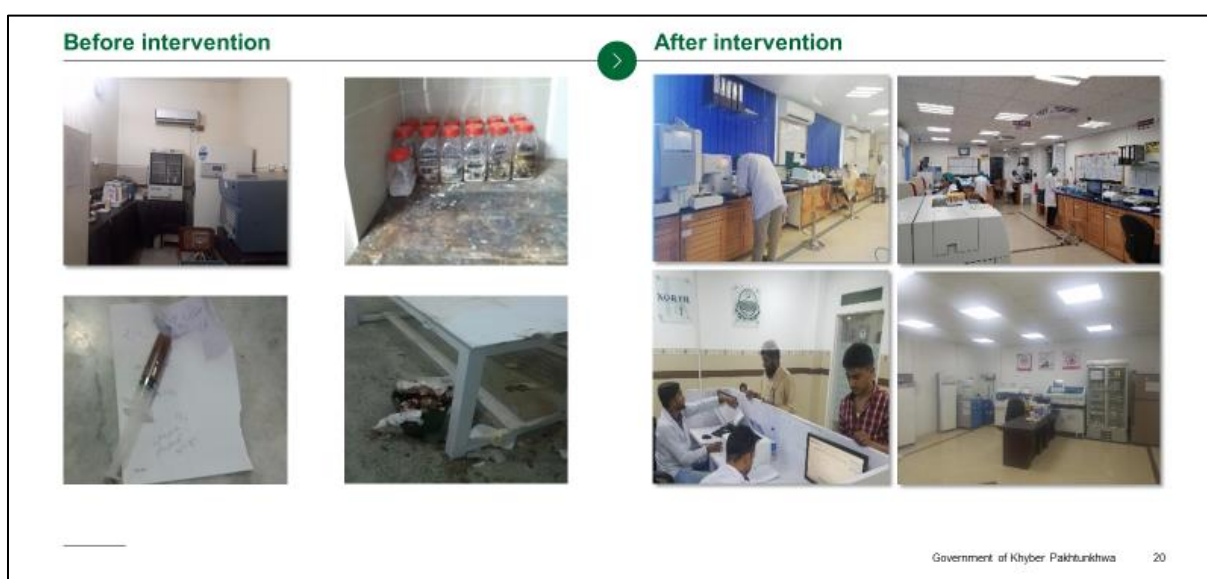 Before intervention
After intervention
NORTH
Government of Khyber Pakhtunkhwa 20